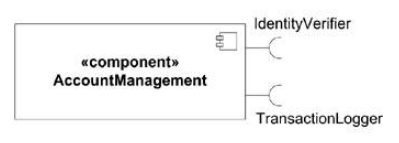 IdentityVerifier
«component»
AccountManagement
TransactionLogger